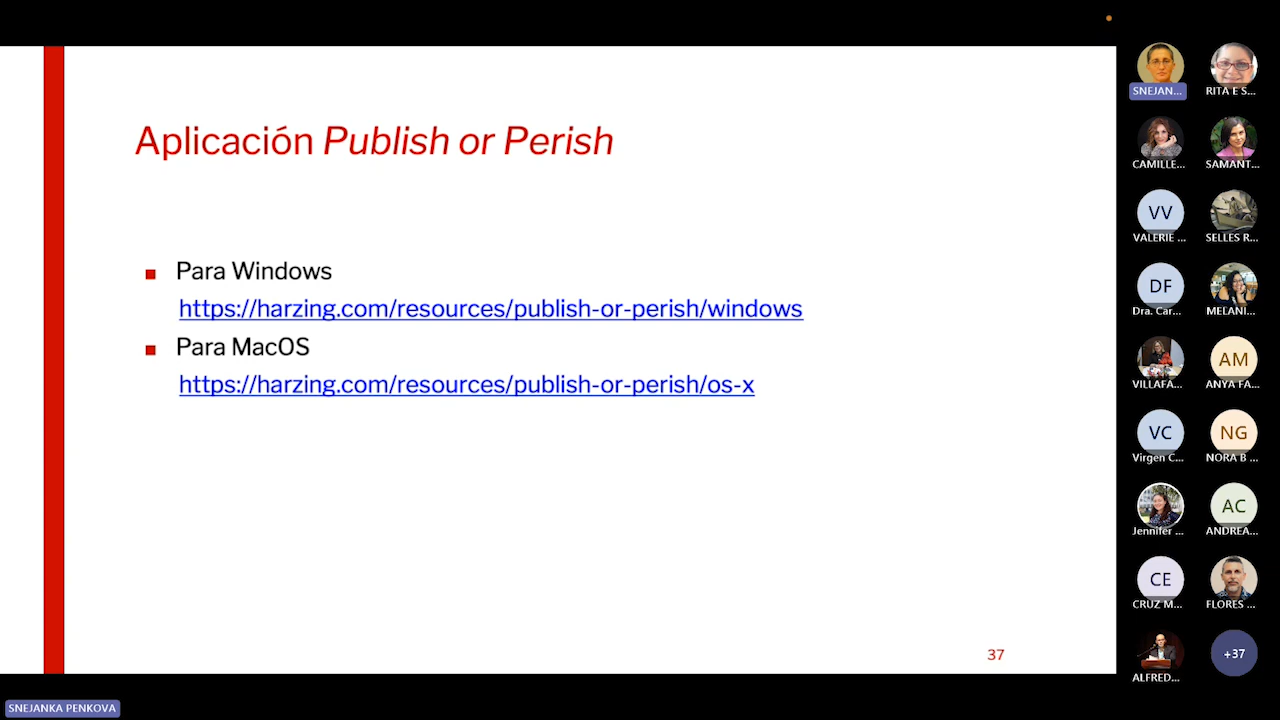 Aplicación Publish or Perish
Para Windows
https://harzing.com/resources/publish-or-perish/windows
Para MacOS
https://harzing.com/resources/publish-or-perish/os-x
37
SNEJAN...
RITA E S...
CAMILLE...
SAMANT...
VV
VALERIE ...
SELLES R...
DF
Dra. Car...
MELANI...
VILLAFA...
AM
ANYA FA...
VC
Virgen C...
NG
NORA B ...
Jennifer ...
AC
ANDREA...
CE
CRUZ M...
FLORES ...
ALFRED...
+37
SNEJANKA PENKOVA